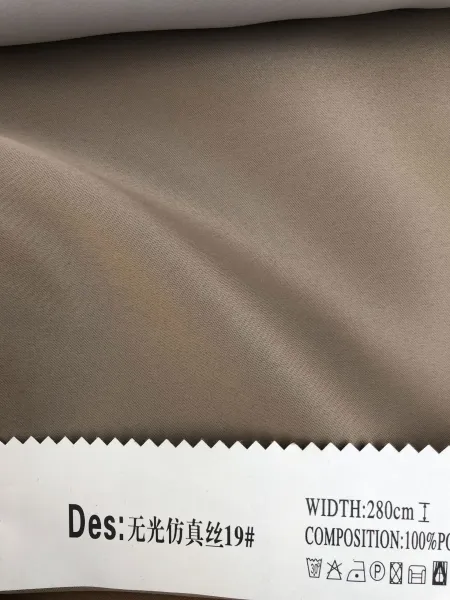 Des:无光仿真丝19#
WIDTH:280cm
COMPOSITION:100%PO